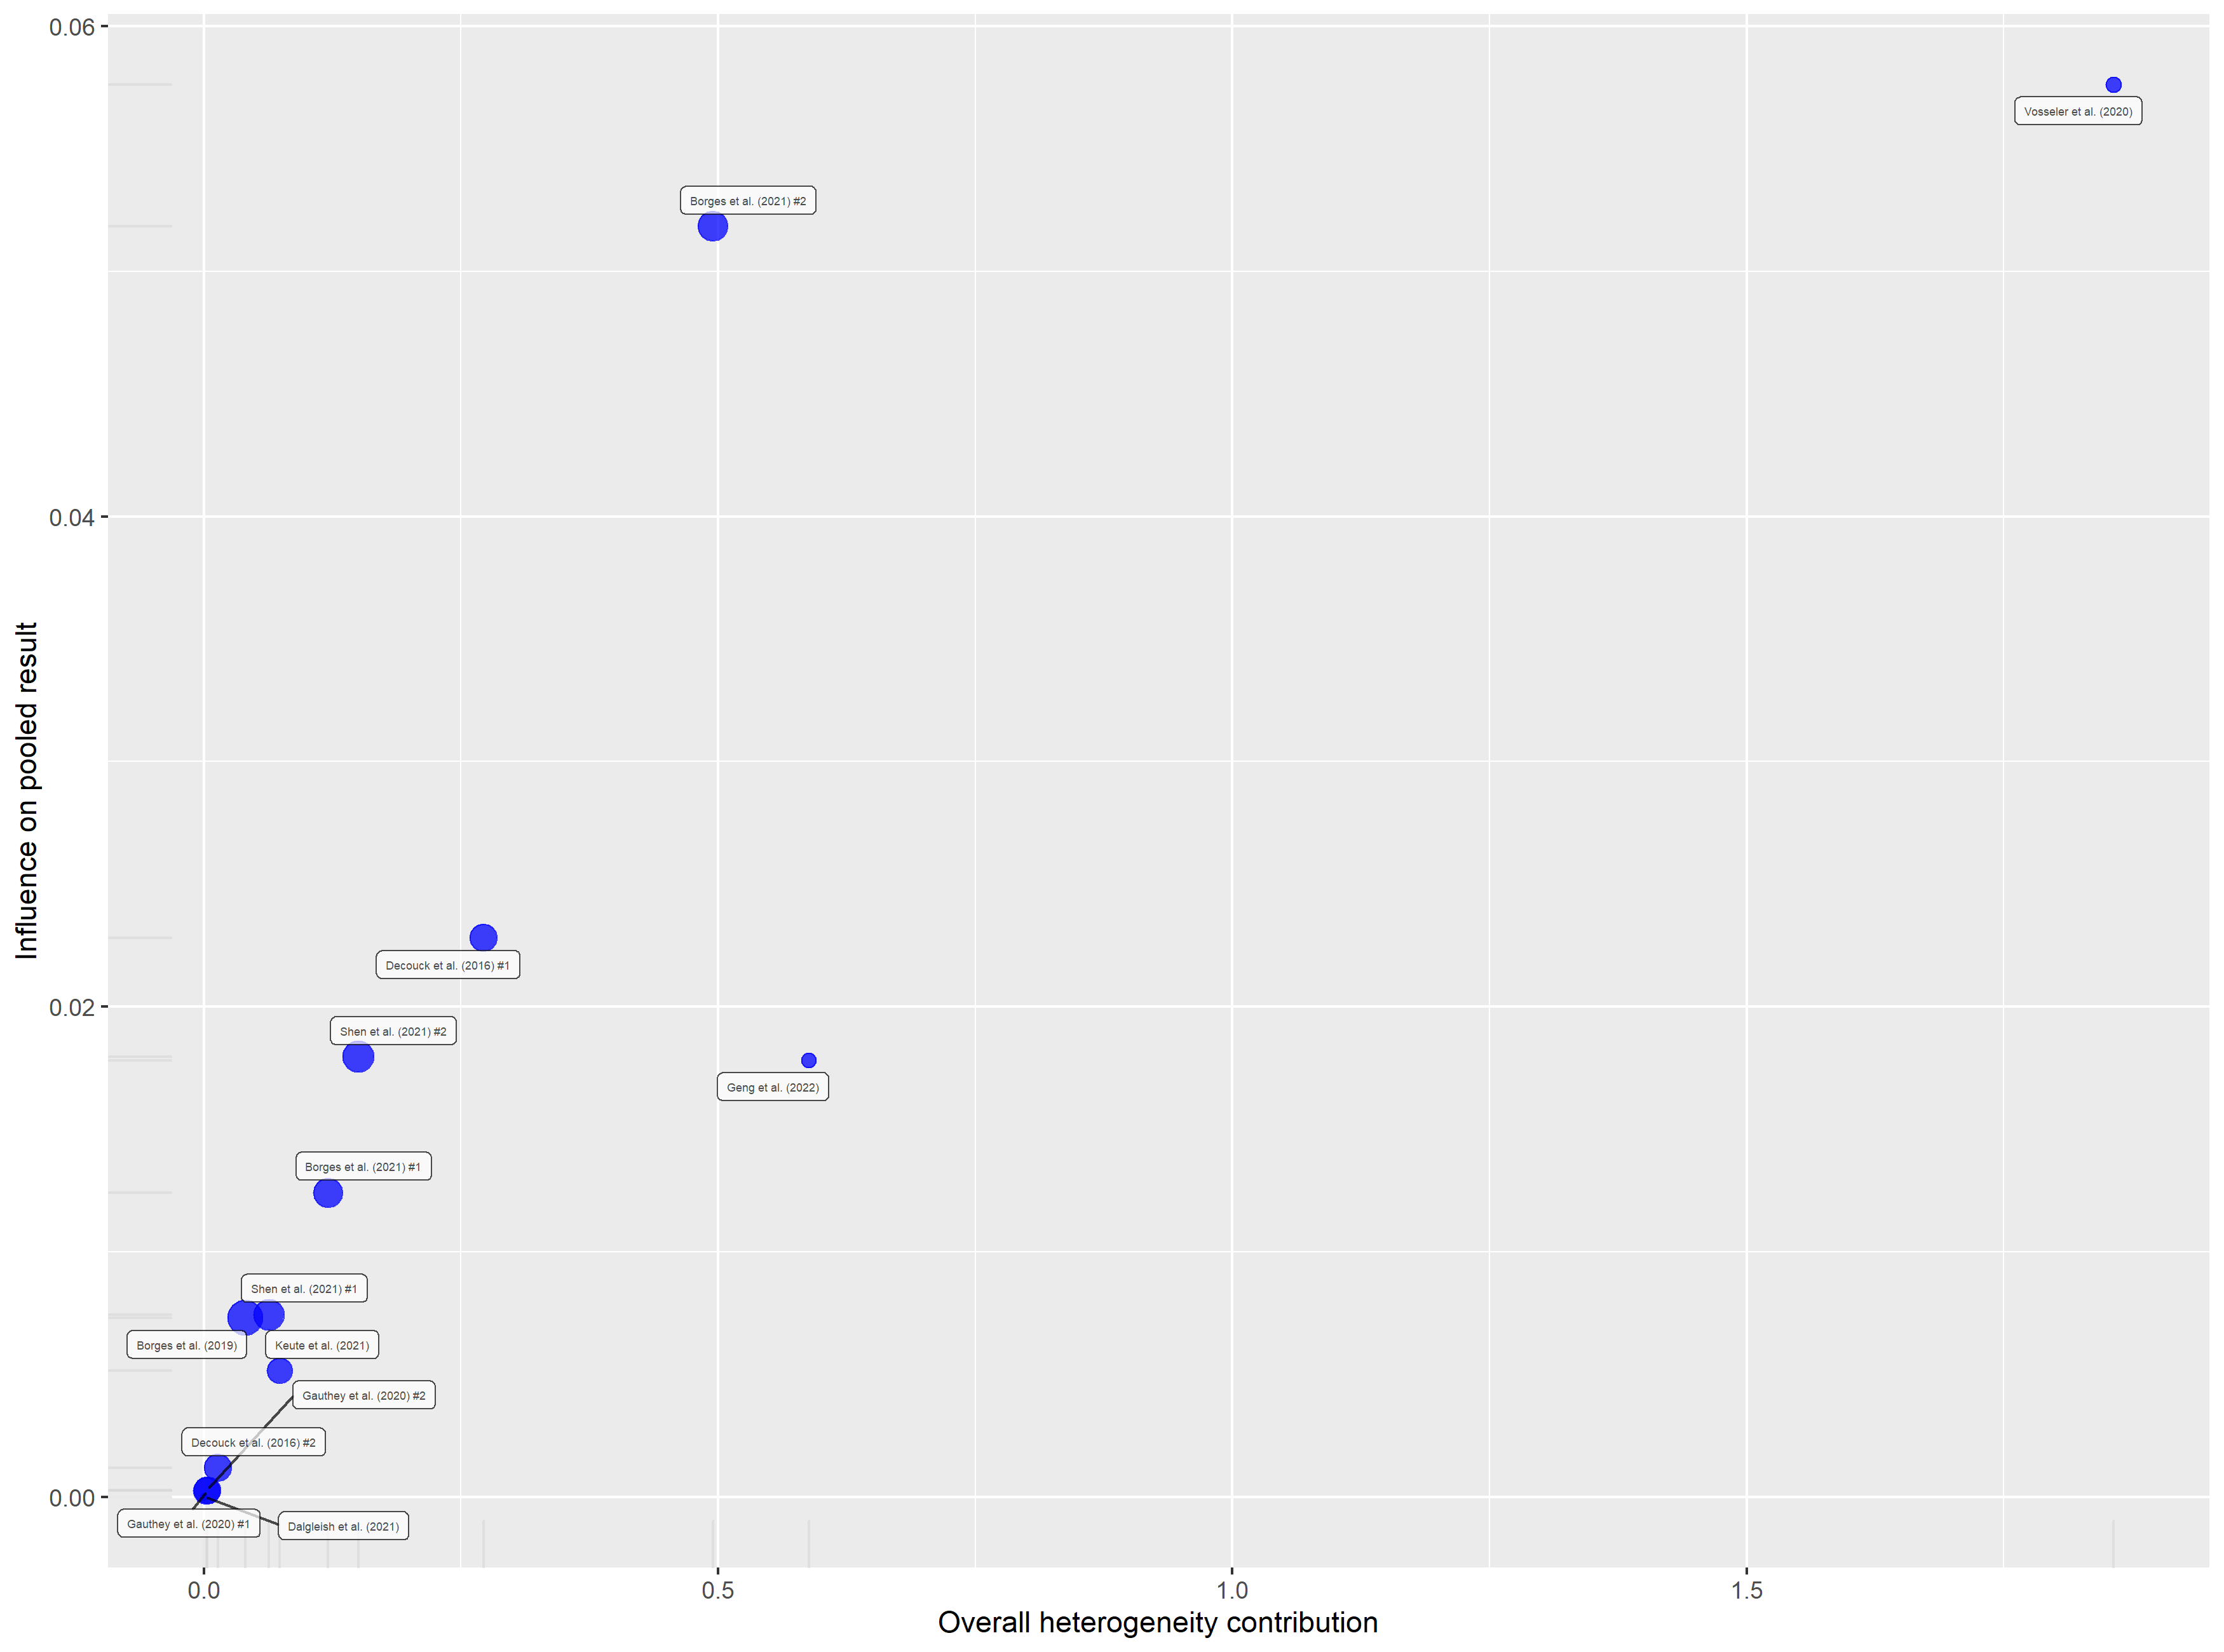 0.06
Vosseler et al. (2020)
Borges et al. (2021) #2
0.04
Influence on pooled result
Decouck et al. (2016) #1
0.02
Shen et al. (2021) #2
Geng et al. (2022)
Borges et al. (2021) #1
Shen et al. (2021) #1
Borges et al. (2019)
Keute et al. (2021)
Gauthey et al. (2020) #2
Decouck et al. (2016) #2
0.00
Gauthey et al. (2020) #1
Dalgleish et al. (2021)
0.0 0.5 1.0 1.5
Overall heterogeneity contribution